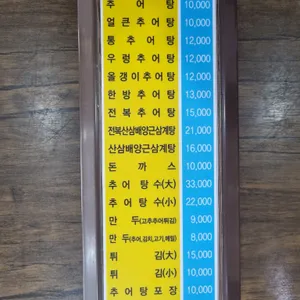 추 어 탕 10,000
얼큰추어탕 10,000
통 추 어 탕 12,000
우렁추어탕 12,000
올갱이추어탕 12,000
한방추어탕 13,000
전복추어탕 15,000
전복산삼배양근삼계탕 21,000
산삼배양근삼계탕 16,000
돈 까 스 10,000
추 어 탕 수(大) 33,000
추 어 탕 수(小) 22,000
만 두(고추추어튀김) 9,000
만 두(추어,김치,고기,메밀) 8,000
튀 김(大) 15,000
튀 김(小) 10,000
추 어 탕 포 장 10,000